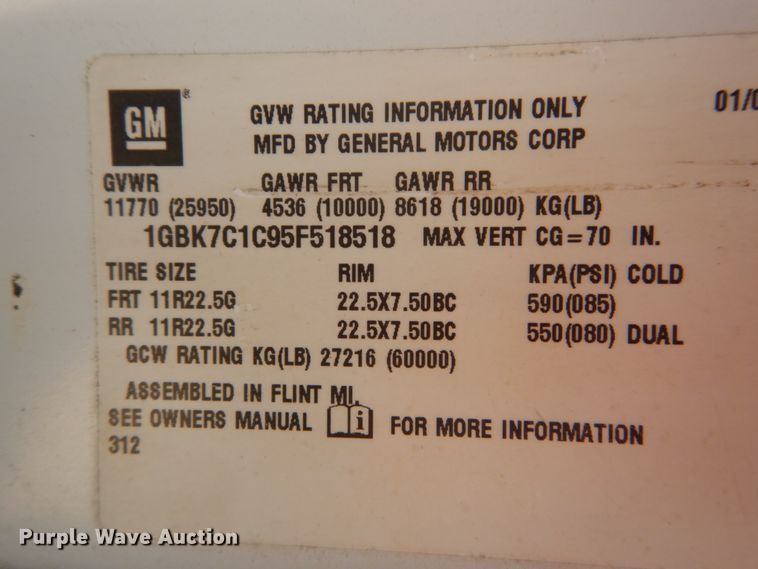 GM ®
GVW RATING INFORMATION ONLY
01/0
MFD BY GENERAL MOTORS CORP
GVWR GAWR FRT GAWR RR
11770 (25950) 4536 (10000) 8618 (19000) KG(LB)
1GBK7C1C95F518518 MAX VERT CG=70 IN.
TIRE SIZE RIM KPA(PSI) COLD
FRT 11R22.5G 22.5X7.50BC 590(085)
RR 11R22.5G 22.5X7.50BC 550(080) DUAL
GCW RATING KG(LB) 27216 (60000)
ASSEMBLED IN FLINT MI.
SEE OWNERS MANUAL i FOR MORE INFORMATION
312
Purple Wave Auction